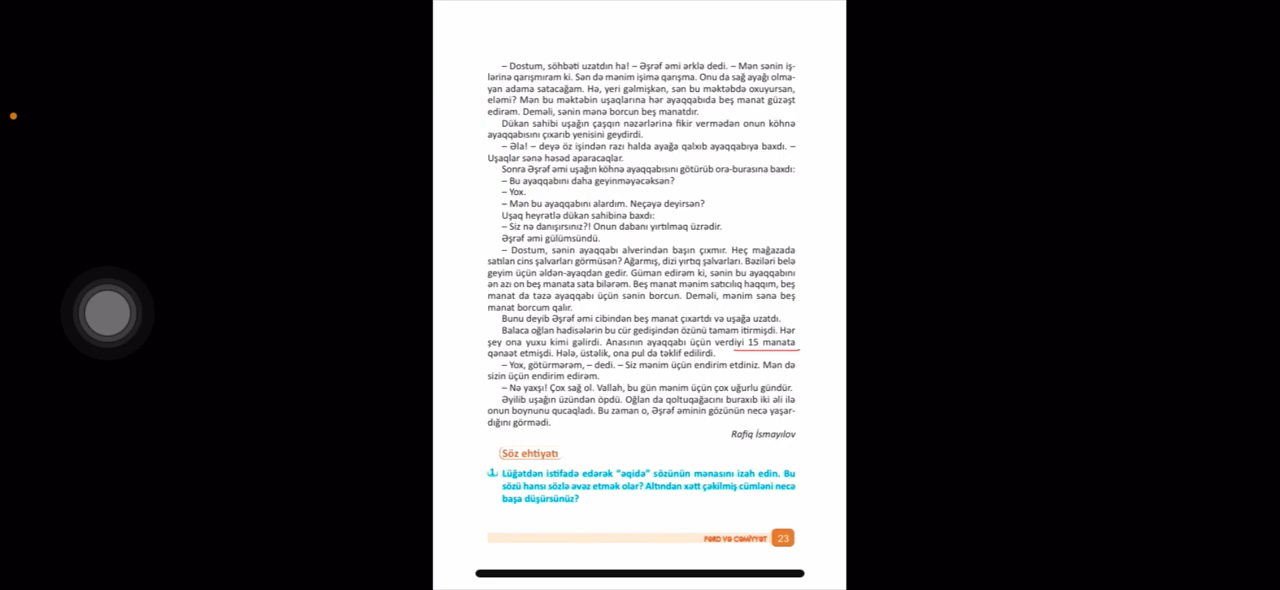 – Dostum, söhbəti uzatdın ha! – Əşrəf əmi ərklə dedi. – Mən sənin iş-
lərinə qarışmıram ki. Sən də mənim işimə qarışma. Onu da sağ ayağı olma-
yan adama satacağam. Hə, yeri gəlmişkən, sən bu məktəbdə oxuyursan,
eləmi? Mən bu məktəbin uşaqlarına hər ayaqqabıda beş manat güzəşt
edirəm. Deməli, sənin mənə borcun beş manatdır.
Dükan sahibi uşağın çaşqın nəzərlərinə fikir vermədən onun köhnə
ayaqqabısını çıxarıb yenisini geydirdi.
– Əla! – deyə öz işindən razı halda ayağa qalxıb ayaqqabıya baxdı. –
Uşaqlar sənə həsəd aparacaqlar.
Sonra Əşrəf əmi uşağın köhnə ayaqqabısını götürüb ora-burasına baxdı:
– Bu ayaqqabını daha geyinməyəcəksən?
– Yox.
– Mən bu ayaqqabını alardım. Neçəyə deyirsən?
Uşaq heyrətlə dükan sahibinə baxdı:
– Siz nə danışırsınız?! Onun dabanı yırtılmaq üzrədir.
Əşrəf əmi gülümsündü.
– Dostum, sənin ayaqqabı alverindən başın çıxmır. Heç mağazada
satılan cins şalvarları görmüsən? Ağarmış, dizi yırtıq şalvarları. Bəziləri belə
geyim üçün əldən-ayaqdan gedir. Güman edirəm ki, sənin bu ayaqqabını
ən azı on beş manata sata bilərəm. Beş manat mənim satıcılıq haqqım, beş
manat da təzə ayaqqabı üçün sənin borcun. Deməli, mənim sənə beş
manat borcum qalır.
Bunu deyib Əşrəf əmi cibindən beş manat çıxartdı və uşağa uzatdı.
Balaca oğlan hadisələrin bu cür gedişindən özünü tamam itirmişdi. Hər
şey ona yuxu kimi gəlirdi. Anasının ayaqqabı üçün verdiyi 15 manata
qənaət etmişdi. Hələ, üstəlik, ona pul da təklif edilirdi.
– Yox, götürmərəm, – dedi. – Siz mənim üçün endirim etdiniz. Mən də
sizin üçün endirim edirəm.
– Nə yaxşı! Çox sağ ol. Vallah, bu gün mənim üçün çox uğurlu gündür.
Əyilib uşağın üzündən öpdü. Oğlan da qoltuqağacını buraxıb iki əli ilə
onun boynunu qucaqladı. Bu zaman o, Əşrəf əminin gözünün necə yaşar-
dığını görmədi.
Rafiq İsmayılov
Söz ehtiyatı
1. Lüğətdən istifadə edərək “əqidə” sözünün mənasını izah edin. Bu
sözü hansı sözlə əvəz etmək olar? Altından xətt çəkilmiş cümləni necə
başa düşürsünüz?
FƏRD VƏ CƏMİYYƏT 23